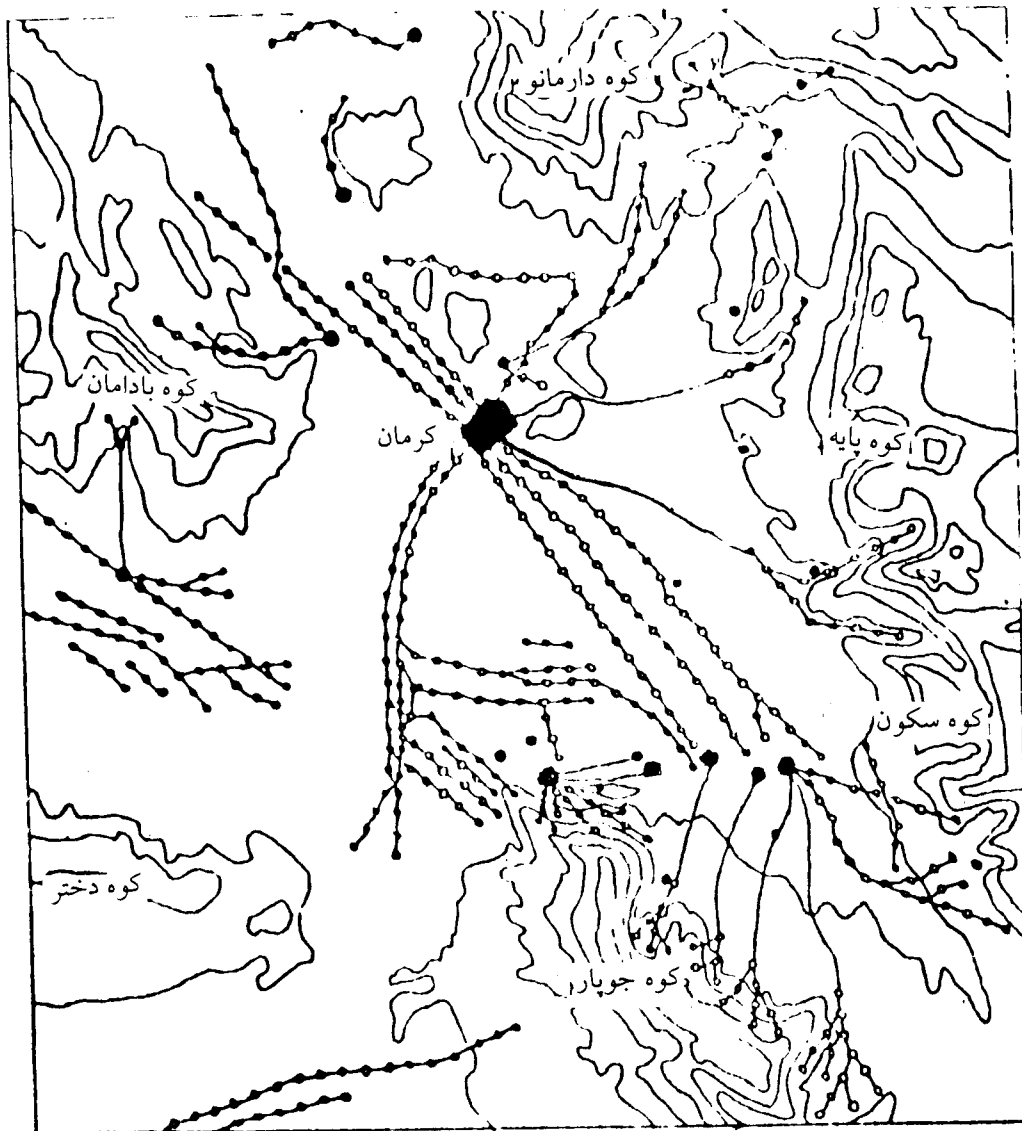 کوه دارمانو
کوه بادامان
کرمان
کوه پایه
کوه سکون
کوه دختر
کوه جوپار